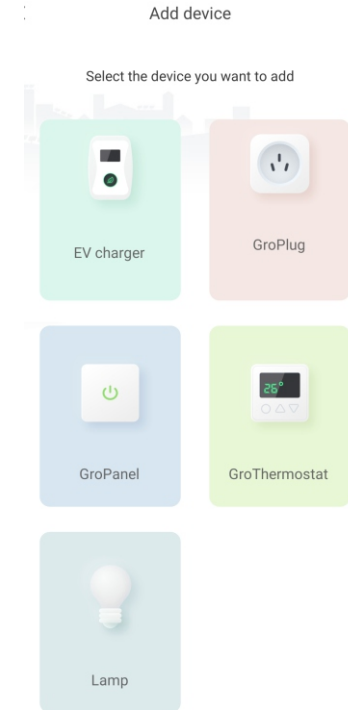 Add device
Select the device you want to add
EV charger
GroPlug
26°
GroPanel
GroThermostat
Lamp